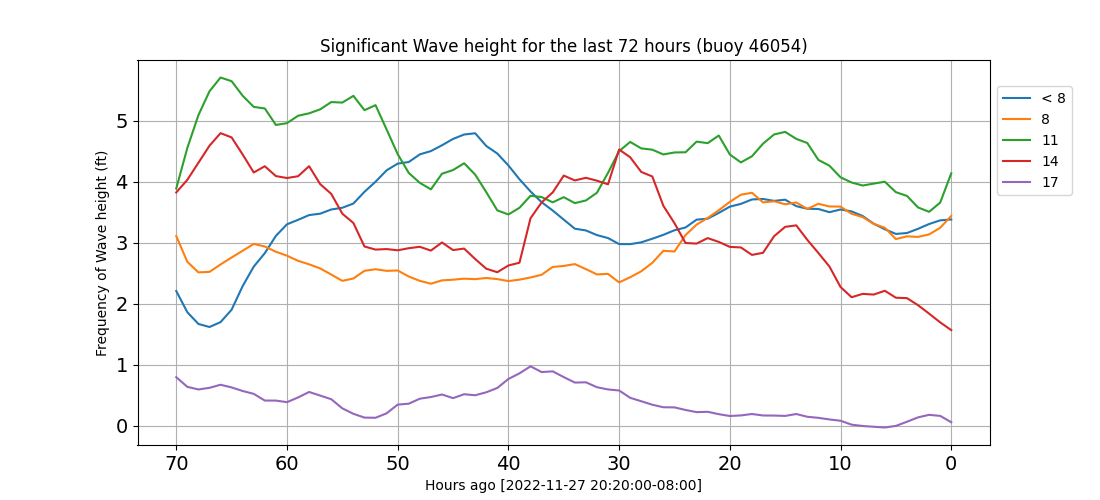 Significant Wave height for the last 72 hours (buoy 46054)
Frequency of Wave height (ft)
5
4
3
2
1
0
70 60 50 40 30 20 10 0
Hours ago [2022-11-27 20:20:00-08:00]
< 8
8
11
14
17